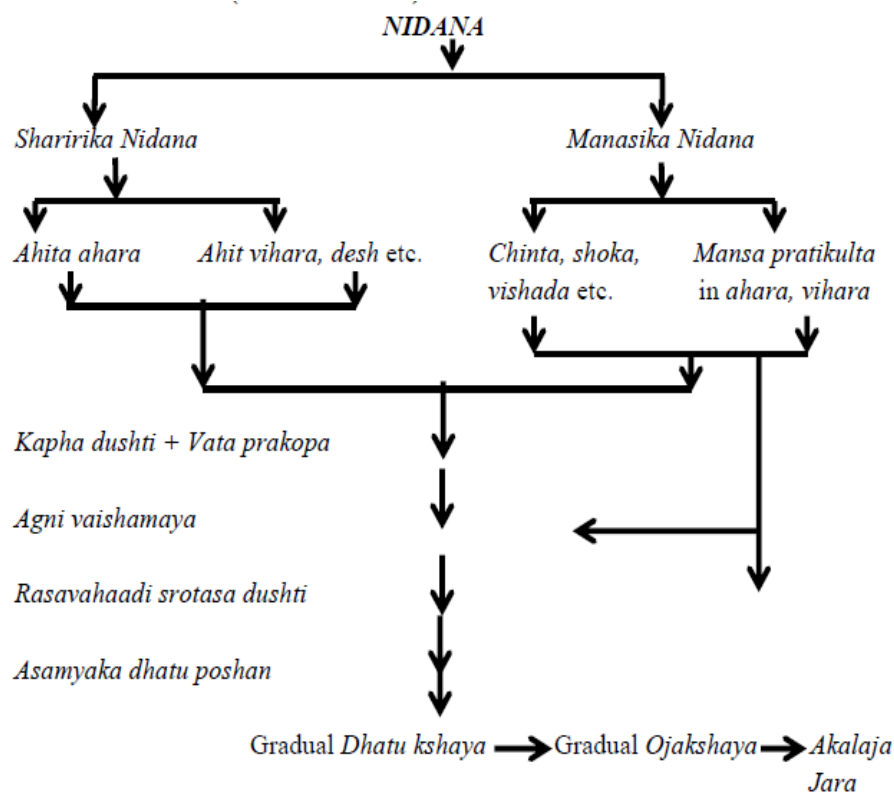 NIDANA
Sharirika Nidana
Manasika Nidana
Ahita ahara
Ahit vihara, desh etc.
Chinta, shoka,
vishada etc.
Mansa pratikulta
in ahara, vihara
Kapha dushti + Vata prakopa
Agni vaishamaya
Rasavahaadi srotasa dushti
Asamyaka dhatu poshan
Gradual Dhatu kshaya
Gradual Ojakshaya
Akalaja
Jara